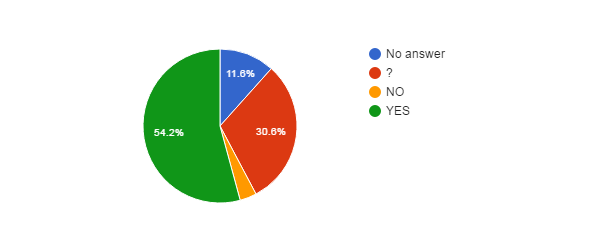 No answer
?
NO
YES
11.6%
30.6%
54.2%